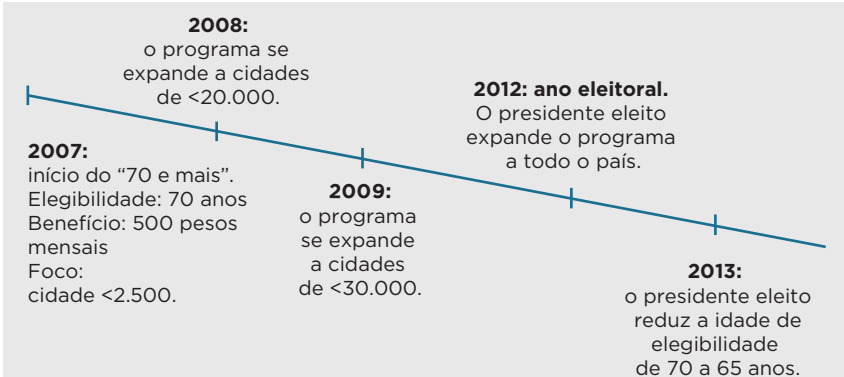 2008:
o programa se
expande a cidades
de <20.000.
2012: ano eleitoral.
O presidente eleito
expande o programa
a todo o país.
2007:
início do “70 e mais”.
Elegibilidade: 70 anos
Benefício: 500 pesos
mensais
Foco:
cidade <2.500.
2009:
o programa
se expande
a cidades
de <30.000.
2013:
o presidente eleito
reduz a idade de
elegibilidade
de 70 a 65 anos.